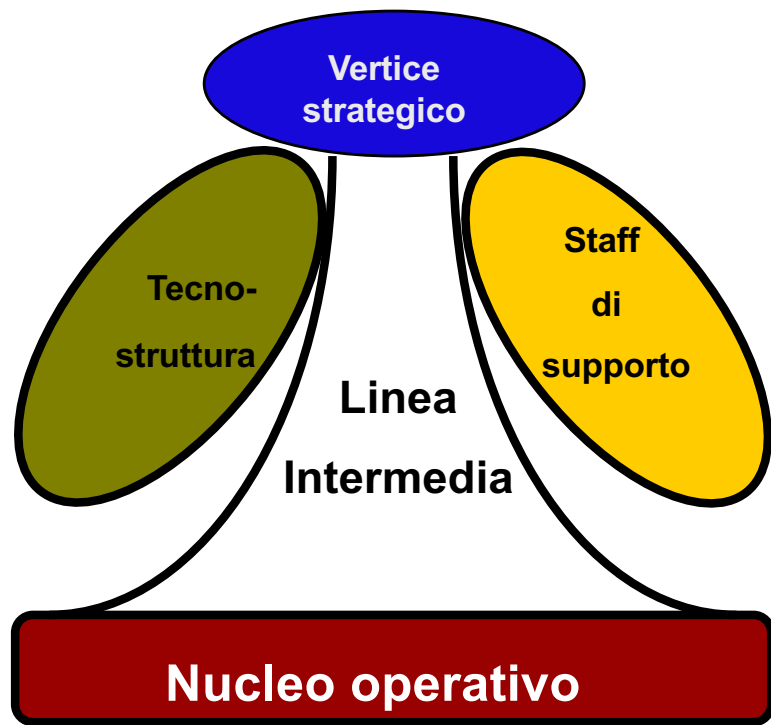 Vertice
strategico
Tecno-
struttura
Staff
di
supporto
Linea
Intermedia
Nucleo operativo